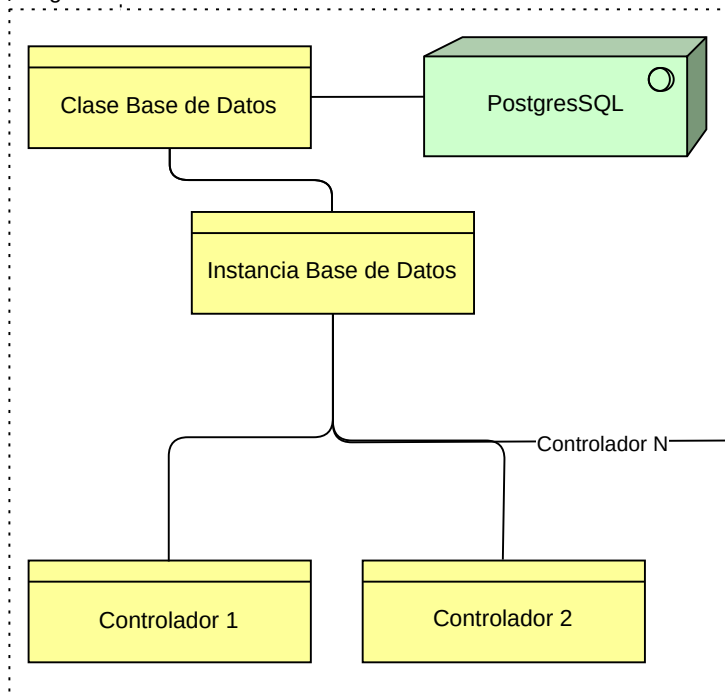 Clase Base de Datos
PostgresSQL
Instancia Base de Datos
Controlador N
Controlador 1
Controlador 2